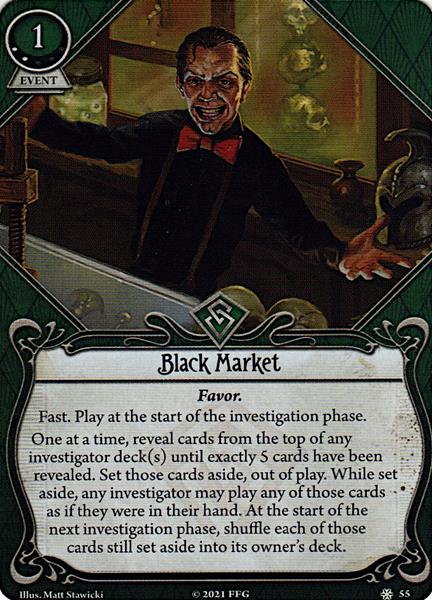 1
EVENT
Black Market
Favor.
Fast. Play at the start of the investigation phase.
One at a time, reveal cards from the top of any
investigator deck(s) until exactly 5 cards have been
revealed. Set those cards aside, out of play. While set
aside, any investigator may play any of those cards
as if they were in their hand. At the start of the
next investigation phase, shuffle each of those
cards still set aside into its owner's deck.
Illus. Matt Stawicki © 2021 FFG 55